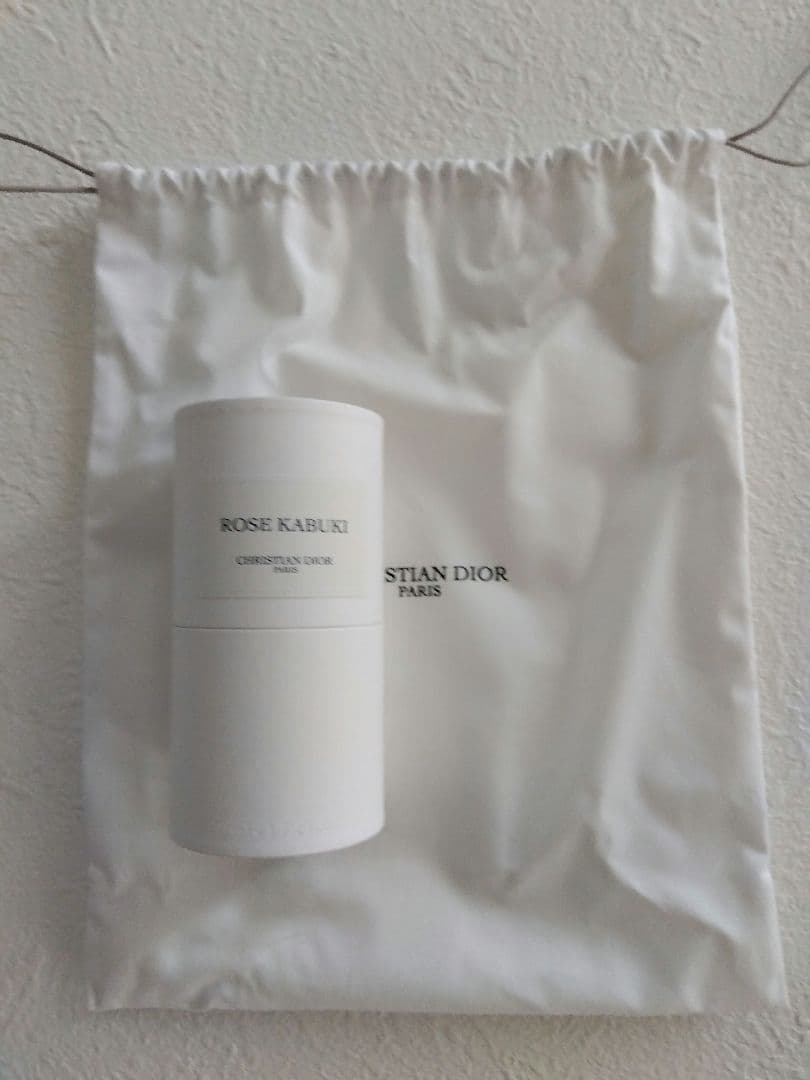 ROSE KABUKI
CHRISTIAN DIOR
PARIS
STIAN DIOR
PARIS